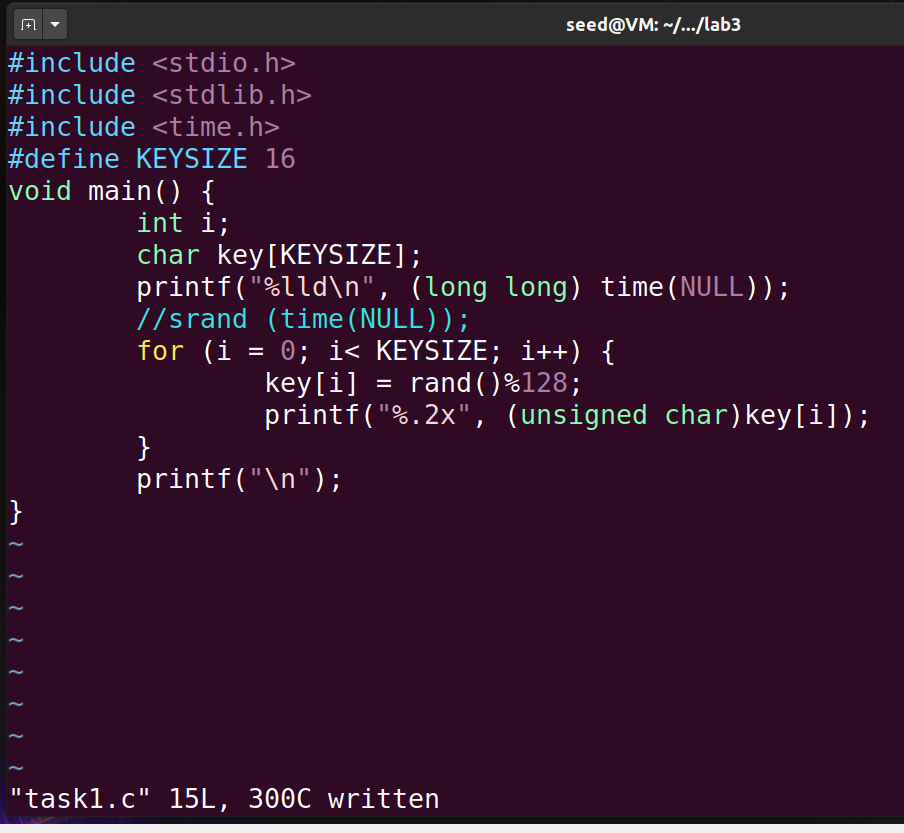 seed@VM: ~/.../lab3
#include <stdio.h>
#include <stdlib.h>
#include <time.h>
#define KEYSIZE 16
void main() {
        int i;
        char key[KEYSIZE];
        printf("%lld\n", (long long) time(NULL));
        //srand (time(NULL));
        for (i = 0; i< KEYSIZE; i++) {
                key[i] = rand()%128;
                printf("%.2x", (unsigned char)key[i]);
        }
        printf("\n");
}
~
~
~
~
~
~
~
~
"task1.c" 15L, 300C written